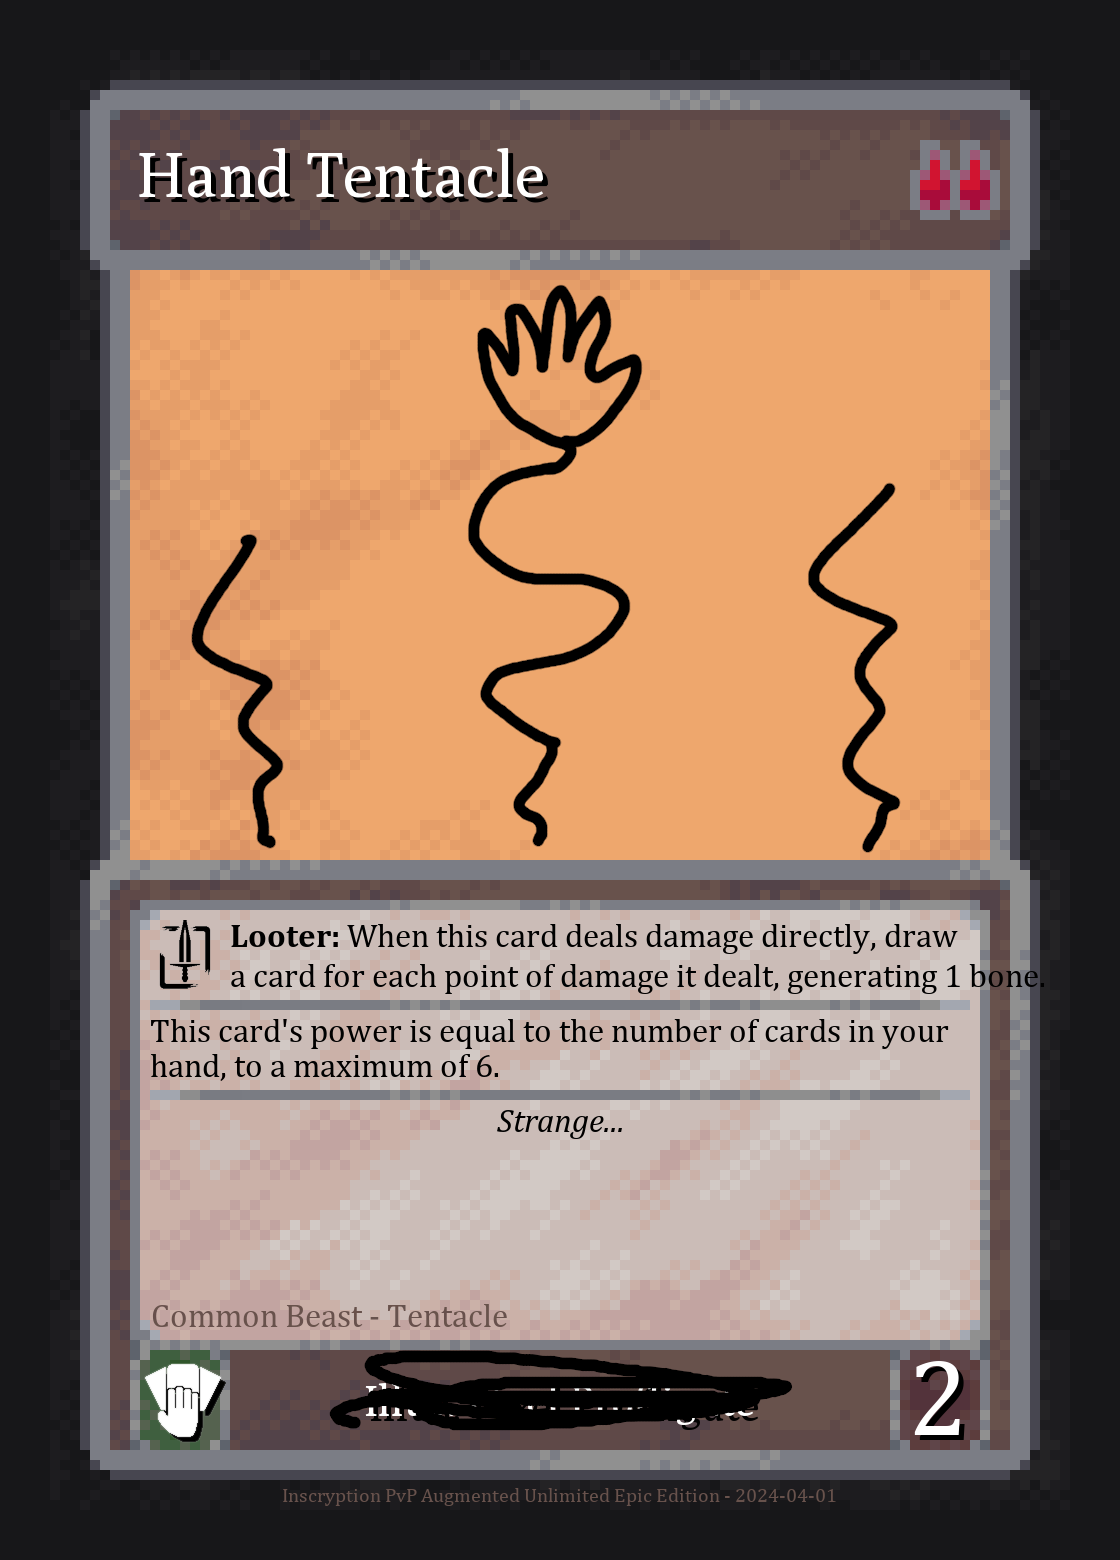 Hand Tentacle
Looter: When this card deals damage directly, draw
a card for each point of damage it dealt, generating 1 bone.
This card's power is equal to the number of cards in your
hand, to a maximum of 6.
Strange...
Common Beast - Tentacle
2
Inscryption PvP Augmented Unlimited Epic Edition - 2024-04-01